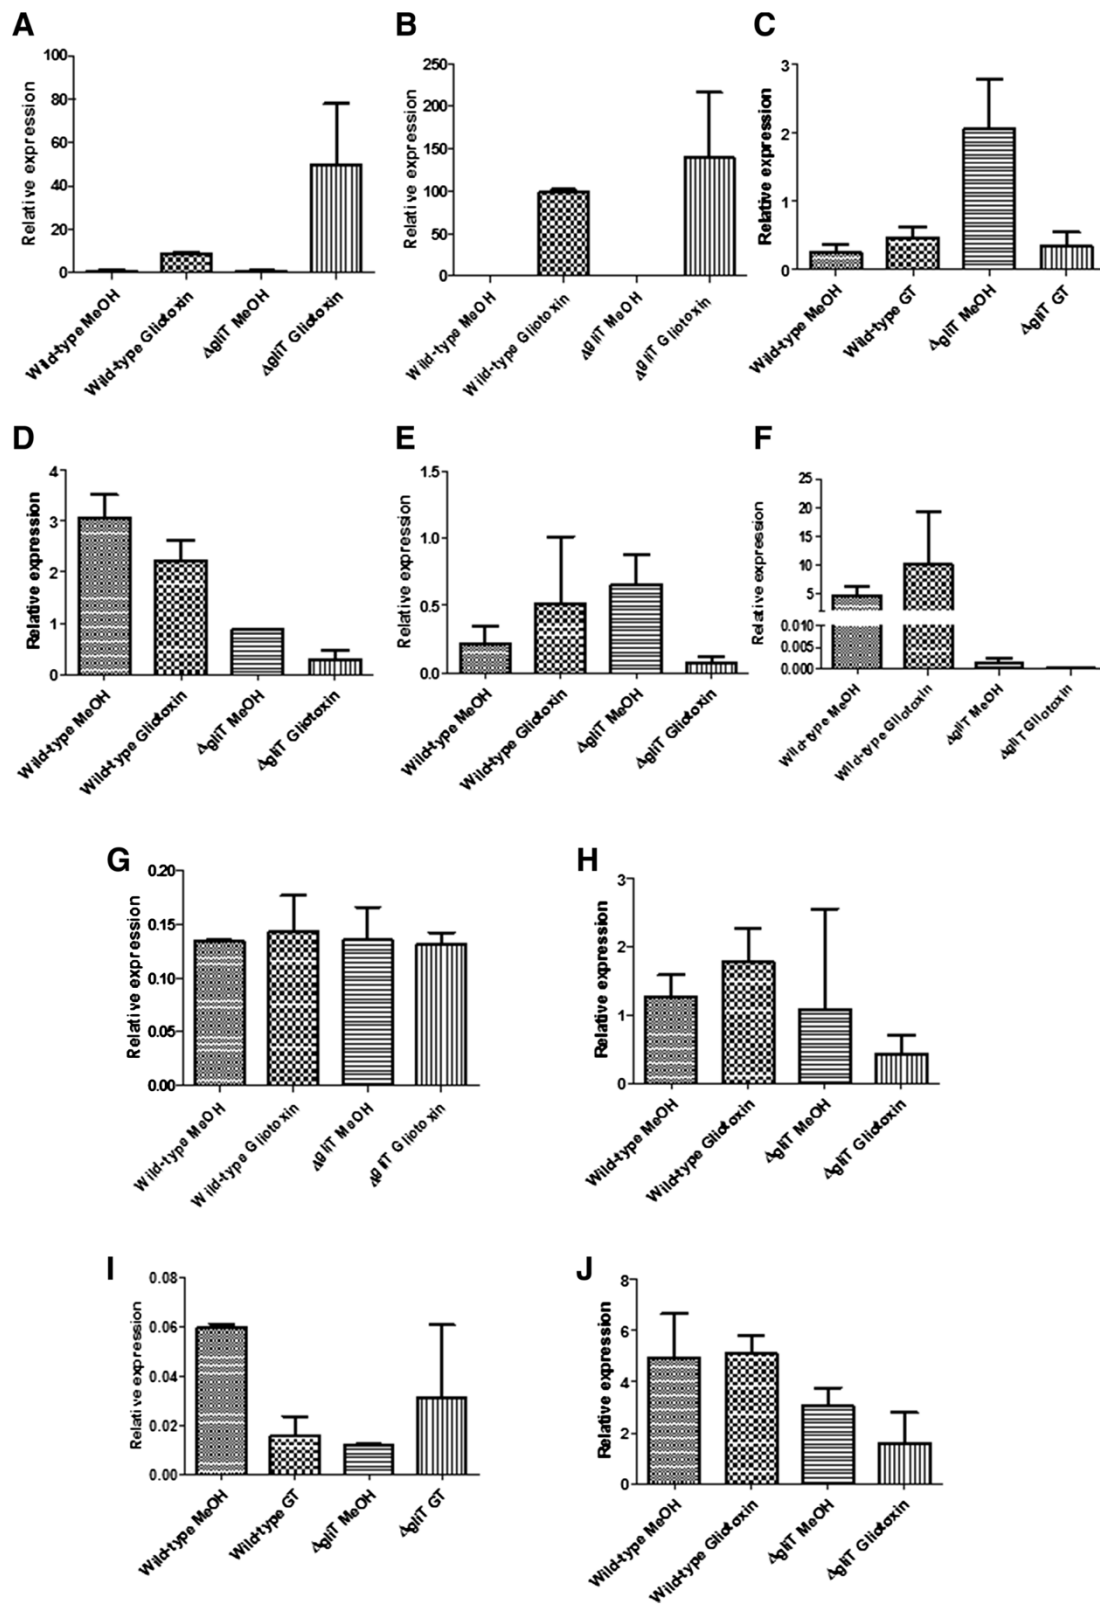 A
Relative expression
100
80
60
40
20
0
Wild-type MeOH
Wild-type Gliotoxin
ΔgliT MeOH
ΔgliT Gliotoxin
B
Relative expression
250
200
150
100
50
0
Wild-type MeOH
Wild-type Gliotoxin
ΔgliT MeOH
ΔgliT Gliotoxin
C
Relative expression
3
2
1
0
Wild-type MeOH
Wild-type GT
ΔgliT MeOH
ΔgliT GT
D
Relative expression
4
3
2
1
0
Wild-type MeOH
Wild-type Gliotoxin
ΔgliT MeOH
ΔgliT Gliotoxin
E
Relative expression
1.5
1.0
0.5
0.0
Wild-type MeOH
Wild-type Gliotoxin
ΔgliT MeOH
ΔgliT Gliotoxin
F
Relative expression
25
20
15
10
5
0.010
0.005
0.000
Wild-type MeOH
Wild-type Gliotoxin
ΔgliT MeOH
ΔgliT Gliotoxin
G
Relative expression
0.20
0.15
0.10
0.05
0.00
Wild-type MeOH
Wild-type Gliotoxin
ΔgliT MeOH
ΔgliT Gliotoxin
H
Relative expression
3
2
1
0
Wild-type MeOH
Wild-type Gliotoxin
ΔgliT MeOH
ΔgliT Gliotoxin
I
Relative expression
0.08
0.06
0.04
0.02
0.00
Wild-type MeOH
Wild-type GT
ΔgliT MeOH
ΔgliT GT
J
Relative expression
8
6
4
2
0
Wild-type MeOH
Wild-type Gliotoxin
ΔgliT MeOH
ΔgliT Gliotoxin